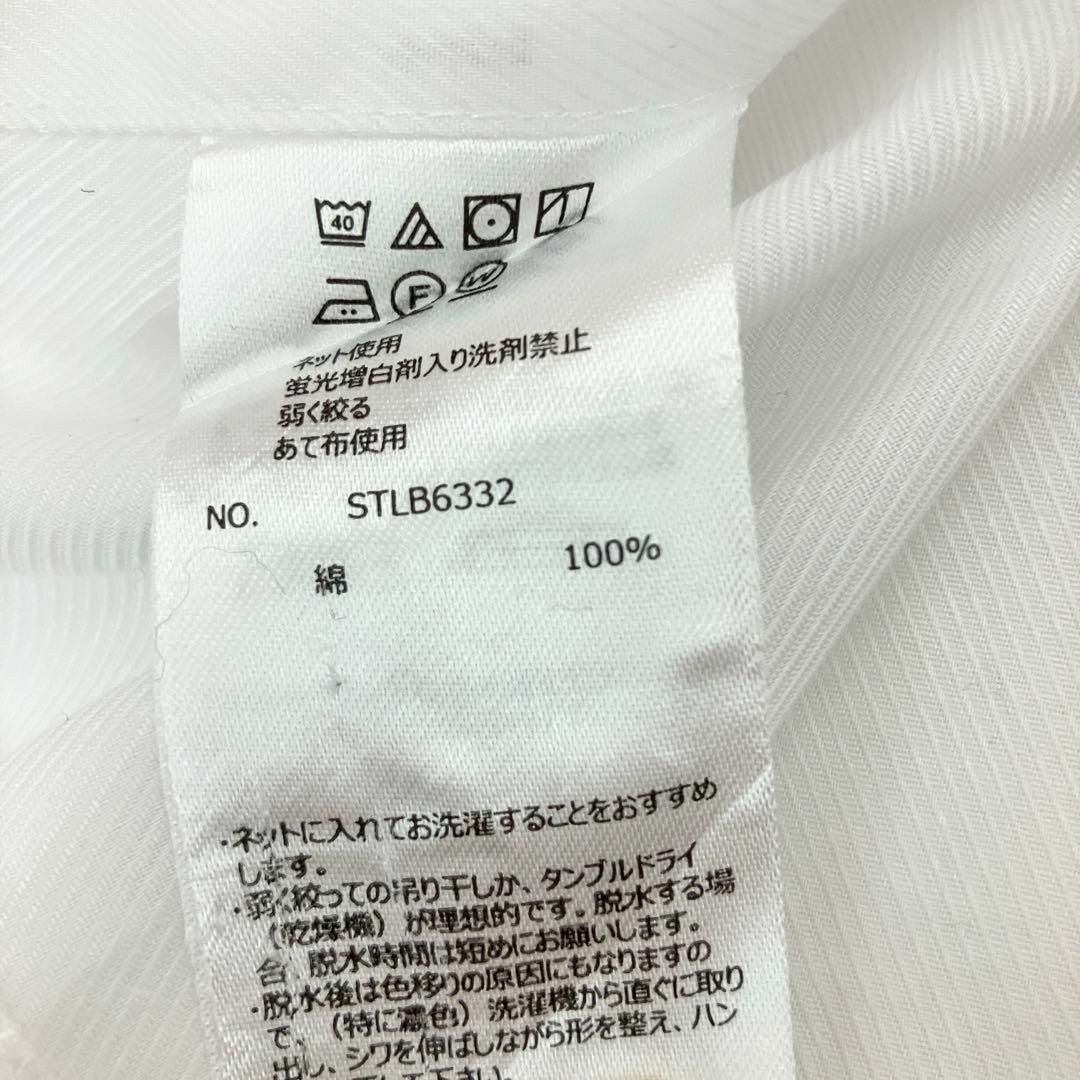 40
F
W
ネット使用
蛍光増白剤入り洗剤禁止
弱く絞る
あて布使用
NO. STLB6332
綿 100%
・ネットに入れてお洗濯することをおすすめ
します。
・弱く絞っての吊り干しか、タンブルドライ
(乾燥機)が理想的です。脱水する場
合、脱水時間は短めにお願いします。
・脱水後は色移りの原因にもなりますの
で、(特に濃色)洗濯機から直ぐに取り
出し、シワを伸ばしながら形を整え、ハン
して下さい。